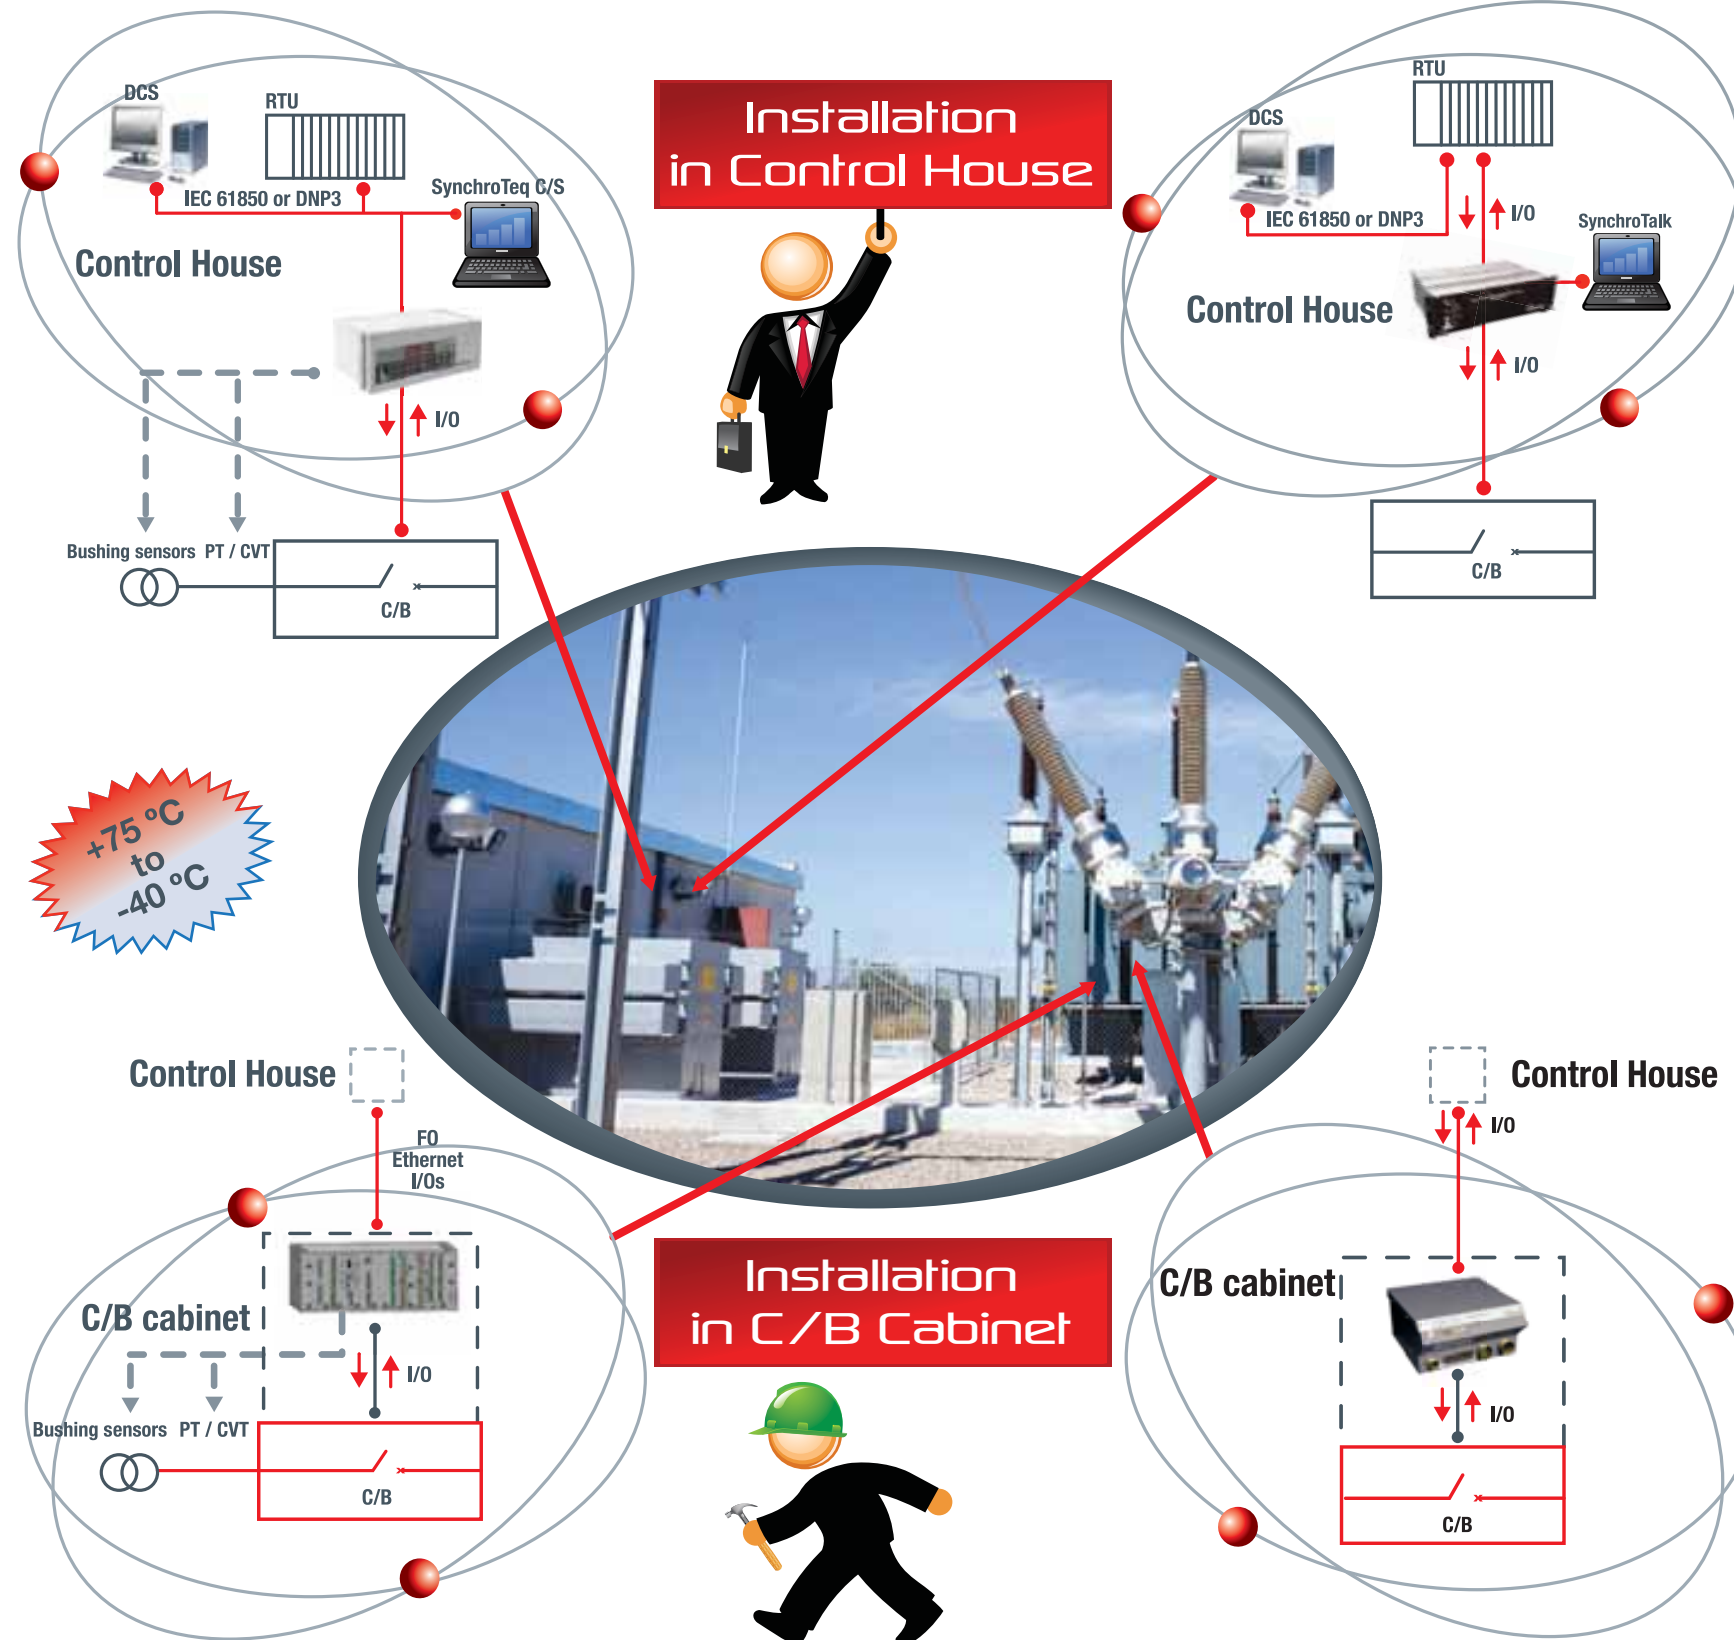 DCS
RTU
IEC 61850 or DNP3
SynchroTeq C/S
Control House
I/O
Bushing sensors
PT / CVT
C/B
Installation
in Control House
RTU
DCS
IEC 61850 or DNP3
I/O
SynchroTalk
Control House
I/O
C/B
+75 ºC
to
-40 ºC
Control House
FO
Ethernet
I/Os
C/B cabinet
I/O
Bushing sensors
PT / CVT
C/B
Installation
in C/B Cabinet
Control House
I/O
C/B cabinet
I/O
C/B